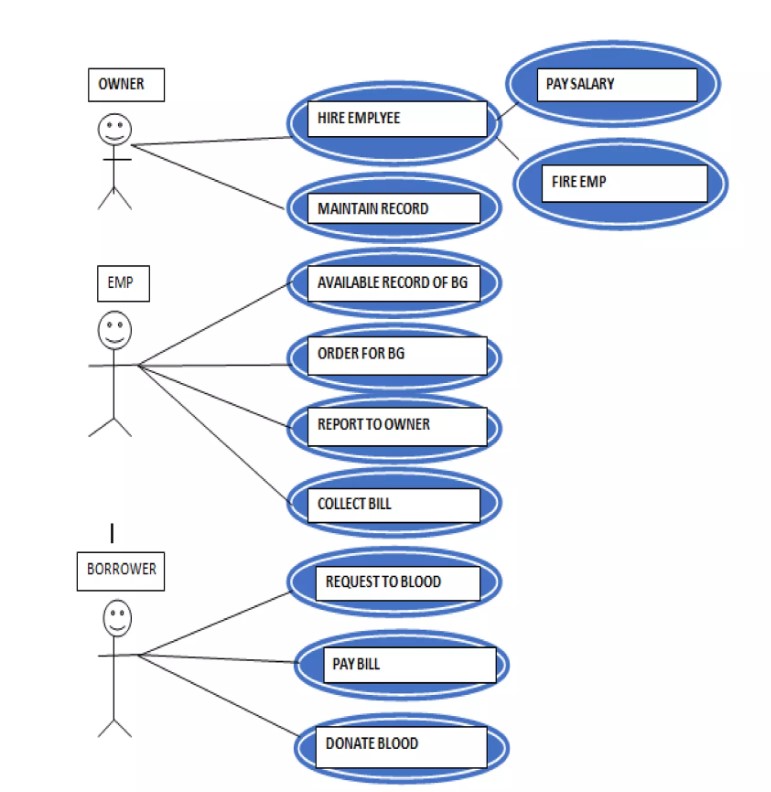 OWNER
PAY SALARY
HIRE EMPLYEE
FIRE EMP
MAINTAIN RECORD
EMP
AVAILABLE RECORD OF BG
ORDER FOR BG
REPORT TO OWNER
COLLECT BILL
BORROWER
REQUEST TO BLOOD
PAY BILL
DONATE BLOOD